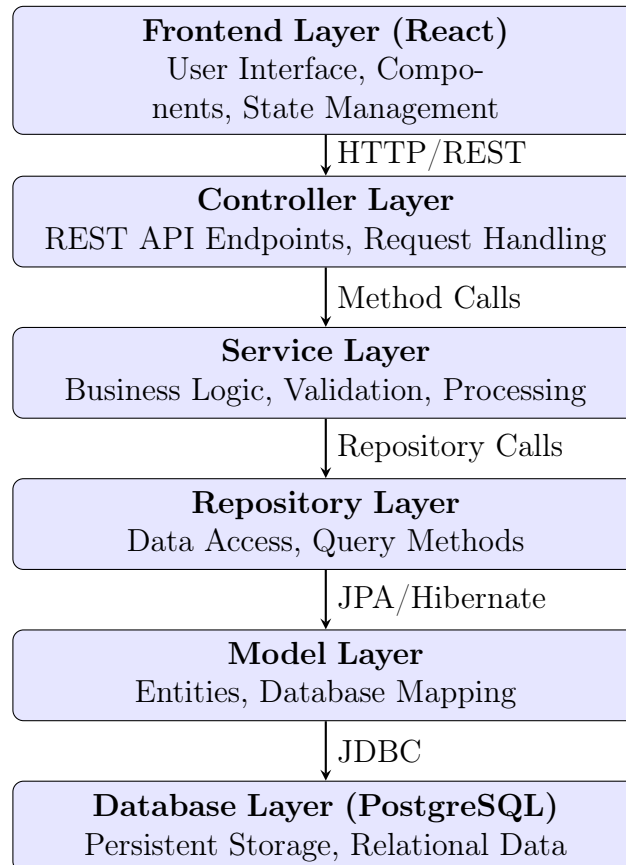 Frontend Layer (React)
User Interface, Compo-
nents, State Management
HTTP/REST
Controller Layer
REST API Endpoints, Request Handling
Method Calls
Service Layer
Business Logic, Validation, Processing
Repository Calls
Repository Layer
Data Access, Query Methods
JPA/Hibernate
Model Layer
Entities, Database Mapping
JDBC
Database Layer (PostgreSQL)
Persistent Storage, Relational Data